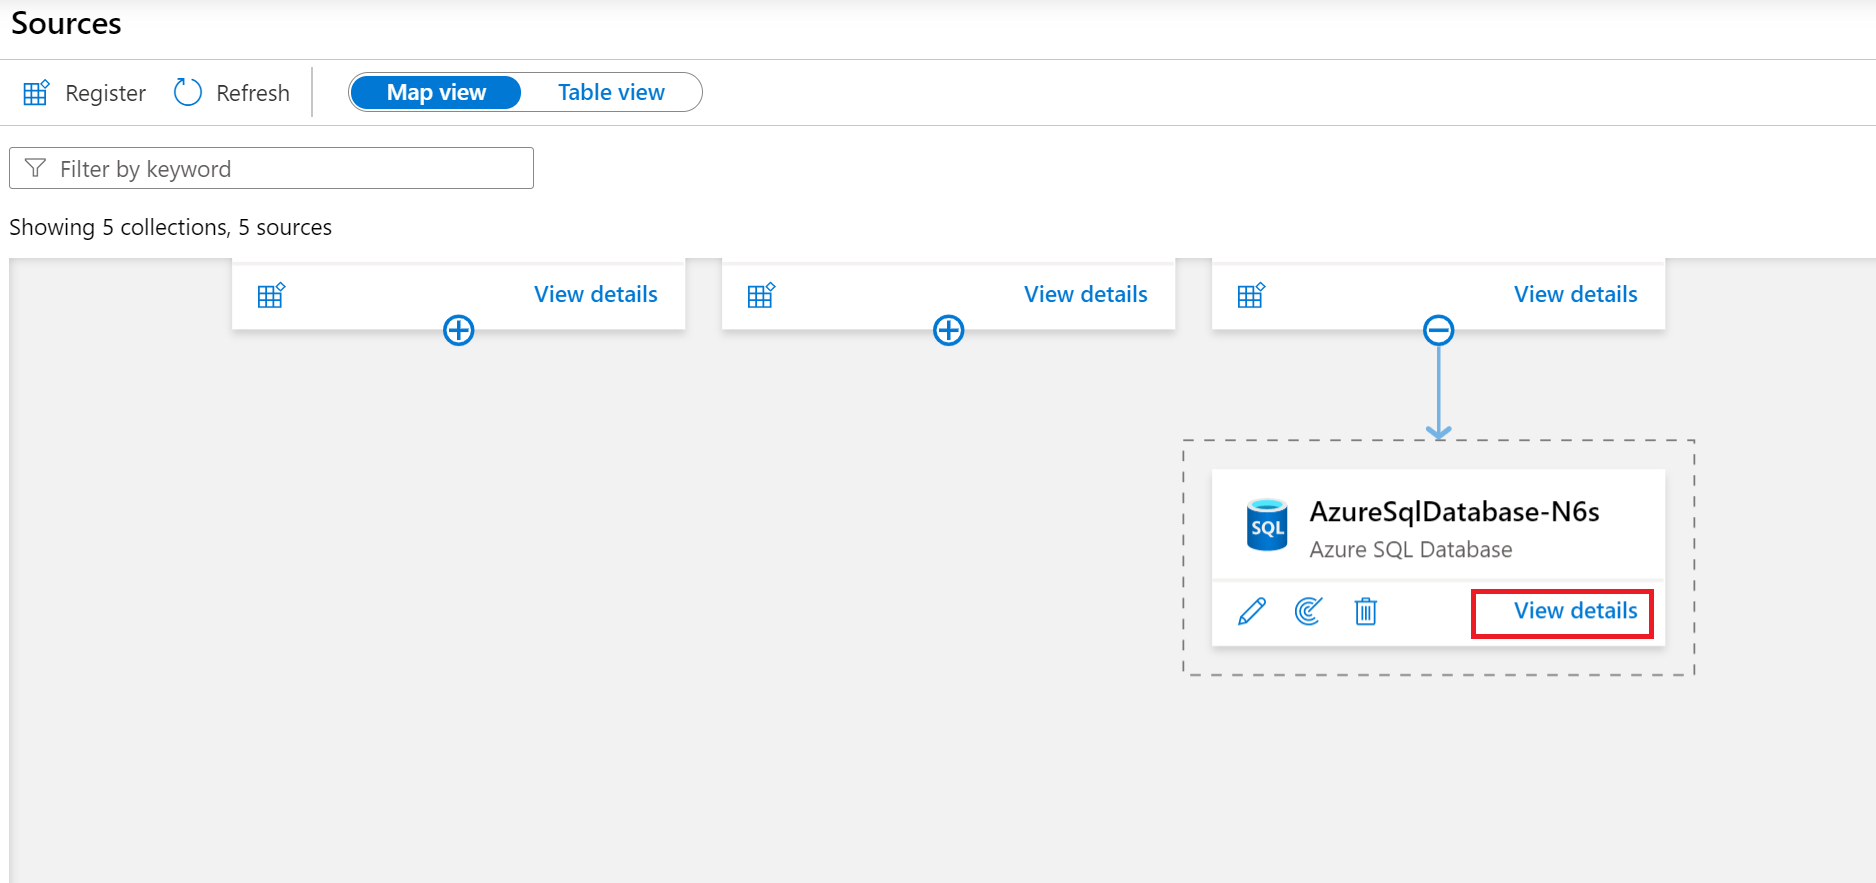 Sources
Register Refresh Map view Table view
Filter by keyword
Showing 5 collections, 5 sources
View details View details View details
AzureSqlDatabase-N6s
SQL
Azure SQL Database
View details